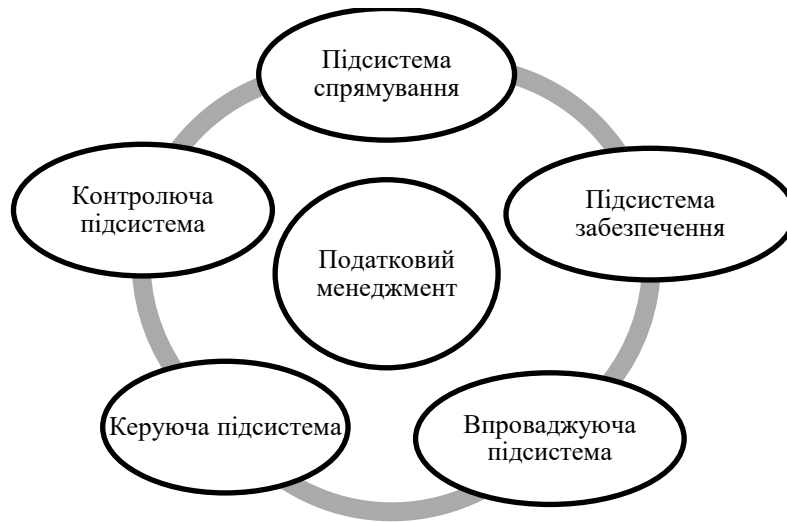 Підсистема
спрямування
Контролюча
підсистема
Підсистема
забезпечення
Податковий
менеджмент
Керуюча підсистема
Впроваджуюча
підсистема